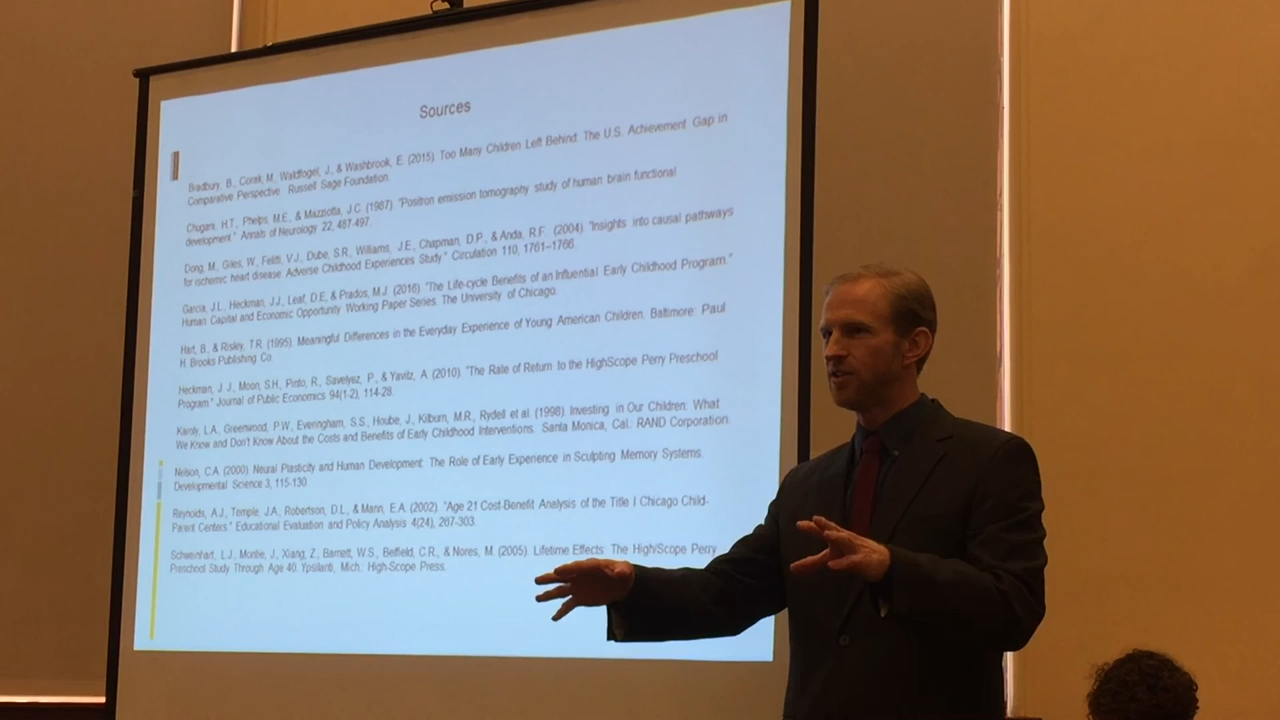 Sources
Bradbury, B., Corak, M., Waldfogel, J., & Washbrook, E. (2015). Too Many Children Left Behind: The U.S. Achievement Gap in
Comparative Perspective. Russell Sage Foundation.
Chugani, H.T., Phelps, M.E., & Mazziotta, J.C. (1987). "Positron emission tomography study of human brain functional
development." Annals of Neurology 22, 487-497.
Dong, M., Giles, W., Felitti, V.J., Dube, S.R., Williams, J.E., Chapman, D.P., & Anda, R.F. (2004). "Insights into causal pathways
for ischemic heart disease. Adverse Childhood Experiences Study." Circulation 110, 1761–1766.
Garcia, J.L., Heckman, J.J., Leaf, D.E, & Prados, M.J. (2016) "The Life-cycle Benefits of an Influential Early Childhood Program."
Human Capital and Economic Opportunity Working Paper Series. The University of Chicago.
Hart, B., & Risley, T.R. (1995). Meaningful Differences in the Everyday Experience of Young American Children. Baltimore: Paul
H. Brooks Publishing Co.
Heckman, J. J., Moon, S.H., Pinto, R., Savelyez, P., & Yavitz, A. (2010). "The Rate of Return to the HighScope Perry Preschool
Program." Journal of Public Economics 94(1-2), 114-28.
Karoly, L.A., Greenwood, P.W., Everingham, S.S., Hoube, J., Kilburn, M.R., Rydell et al. (1998) Investing in Our Children: What
We Know and Don't Know About the Costs and Benefits of Early Childhood Interventions. Santa Monica, Cal.: RAND Corporation.
Nelson, C.A. (2000). Neural Plasticity and Human Development: The Role of Early Experience in Sculpting Memory Systems.
Developmental Science 3, 115-130
Reynolds, A.J., Temple, J.A., Robertson, D.L., & Mann, E.A. (2002). "Age 21 Cost-Benefit Analysis of the Title I Chicago Child-
Parent Centers." Educational Evaluation and Policy Analysis 4(24), 267-303.
Schweinhart, L.J., Montie, J., Xiang, Z., Barnett, W.S., Belfield, C.R., & Nores, M. (2005). Lifetime Effects: The High/Scope Perry
Preschool Study Through Age 40. Ypsilanti, Mich.: High-Scope Press.